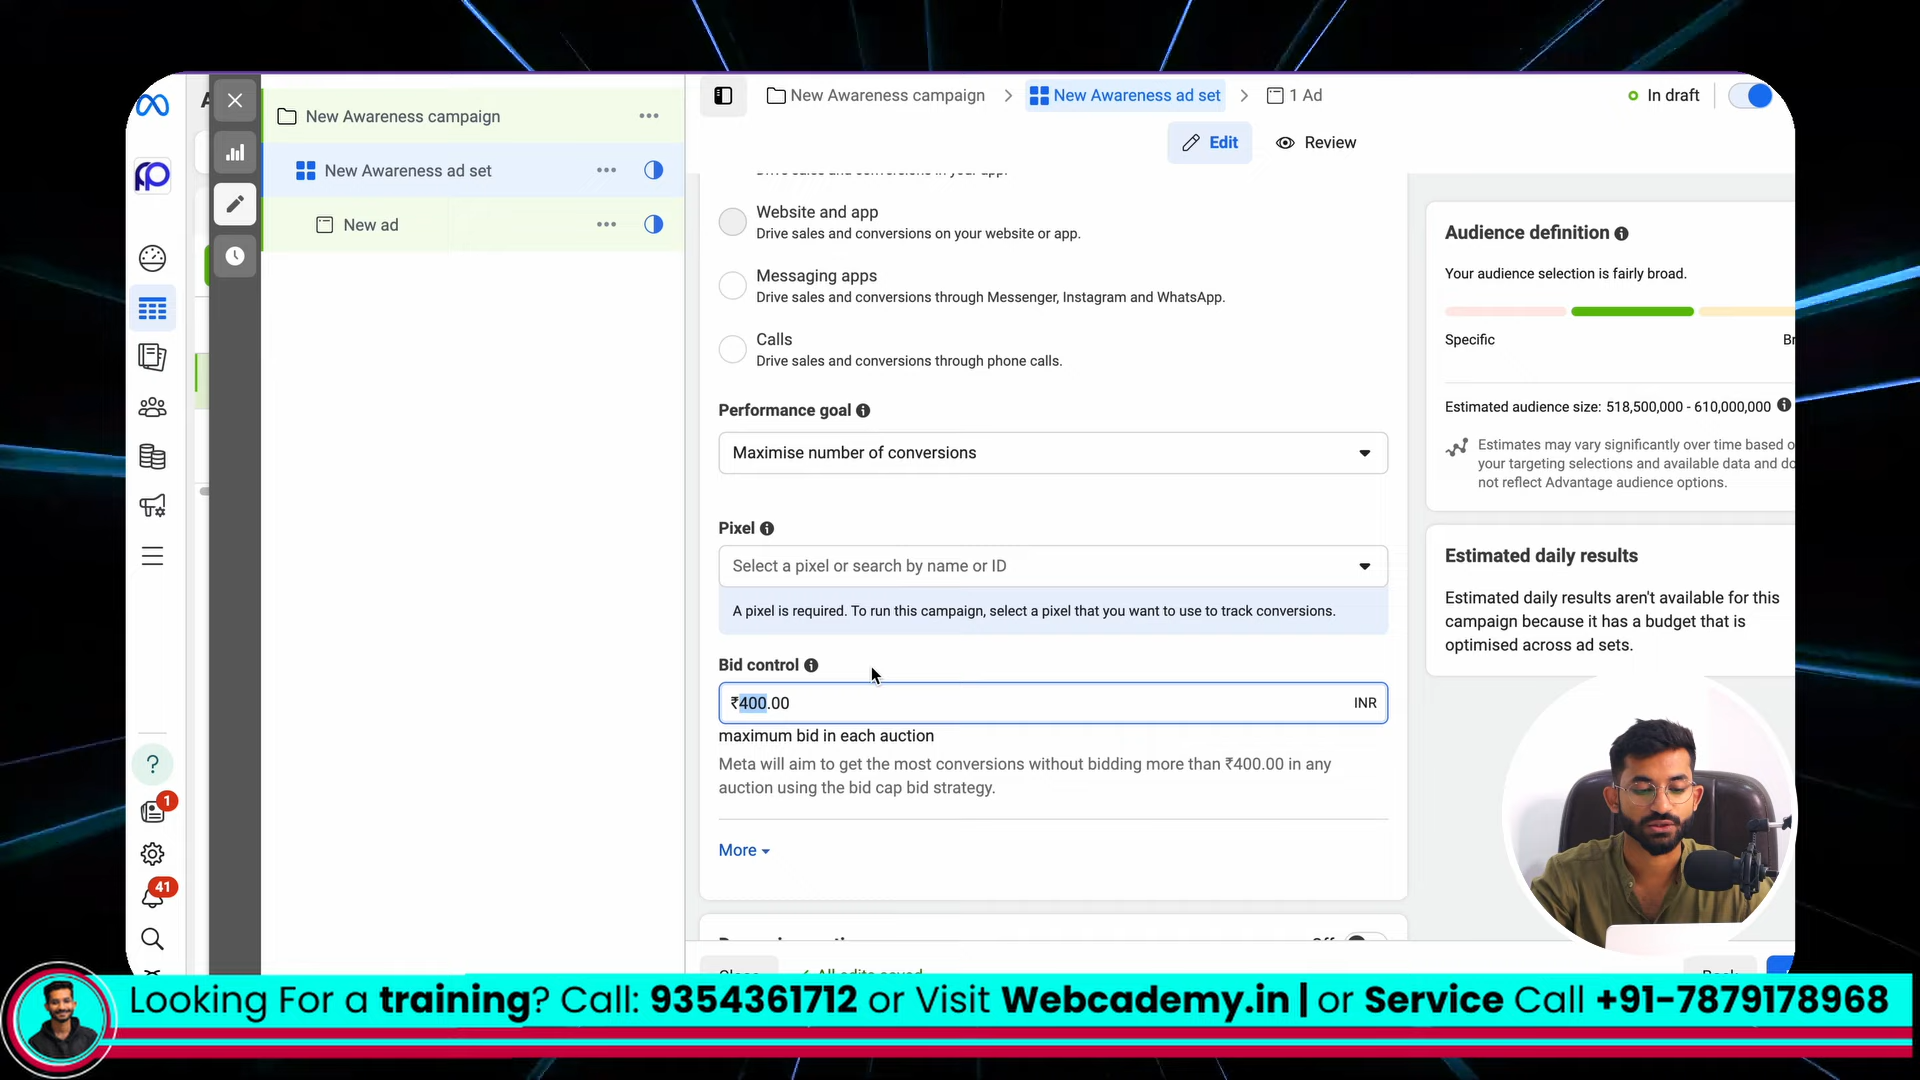 New Awareness campaign
New Awareness ad set
New ad
New Awareness campaign > New Awareness ad set > 1 Ad
In draft
Edit
Review
Website and app
Drive sales and conversions on your website or app.
Messaging apps
Drive sales and conversions through Messenger, Instagram and WhatsApp.
Calls
Drive sales and conversions through phone calls.
Performance goal
Maximise number of conversions
Pixel
Select a pixel or search by name or ID
A pixel is required. To run this campaign, select a pixel that you want to use to track conversions.
Bid control
₹400.00 INR
maximum bid in each auction
Meta will aim to get the most conversions without bidding more than ₹400.00 in any
auction using the bid cap bid strategy.
More
Audience definition
Your audience selection is fairly broad.
Specific
Estimated audience size: 518,500,000 - 610,000,000
Estimates may vary significantly over time based o
your targeting selections and available data and do
not reflect Advantage audience options.
Estimated daily results
Estimated daily results aren't available for this
campaign because it has a budget that is
optimised across ad sets.
?
1
41
Looking For a training? Call: 9354361712 or Visit Webcademy.in | or Service Call +91-7879178968